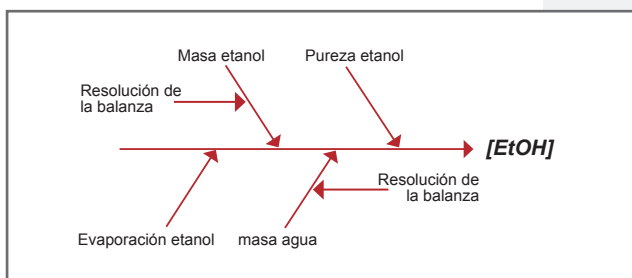 Masa etanol
Pureza etanol
Resolución de
la balanza
[EtOH]
Resolución de
la balanza
Evaporación etanol
masa agua